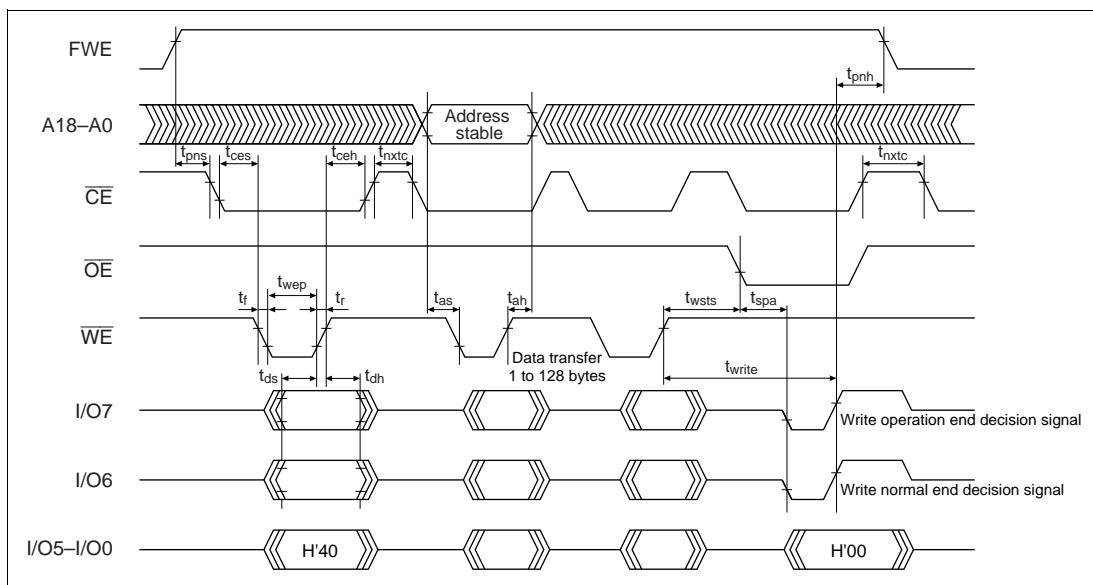 FWE
tpnh
A18–A0
Address
stable
tpns
tces
tceh
tnxtc
tnxtc
CE
OE
twep
tf
tr
tas
tah
twsts
tspa
WE
Data transfer
1 to 128 bytes
tds
tdh
twrite
I/O7
Write operation end decision signal
I/O6
Write normal end decision signal
I/O5–I/O0
H'40
H'00